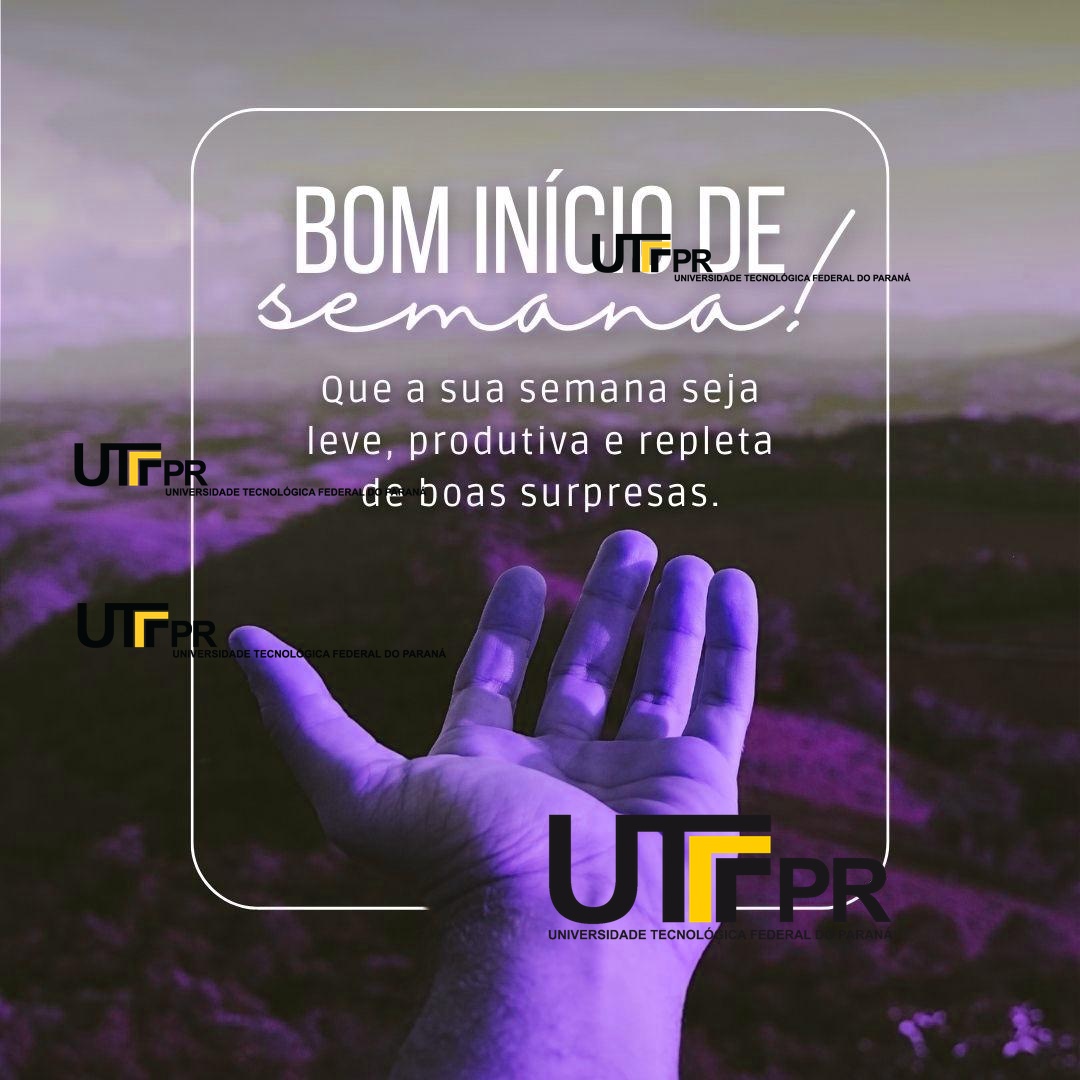 BOM INÍCIO DE
semana!
UTFPR
UNIVERSIDADE TECNOLÓGICA FEDERAL DO PARANÁ
Que a sua semana seja
leve, produtiva e repleta
de boas surpresas.
UTFPR
UNIVERSIDADE TECNOLÓGICA FEDERAL DO PARANÁ
UTFPR
UNIVERSIDADE TECNOLÓGICA FEDERAL DO PARANÁ
UTFPR
UNIVERSIDADE TECNOLÓGICA FEDERAL DO PARANÁ